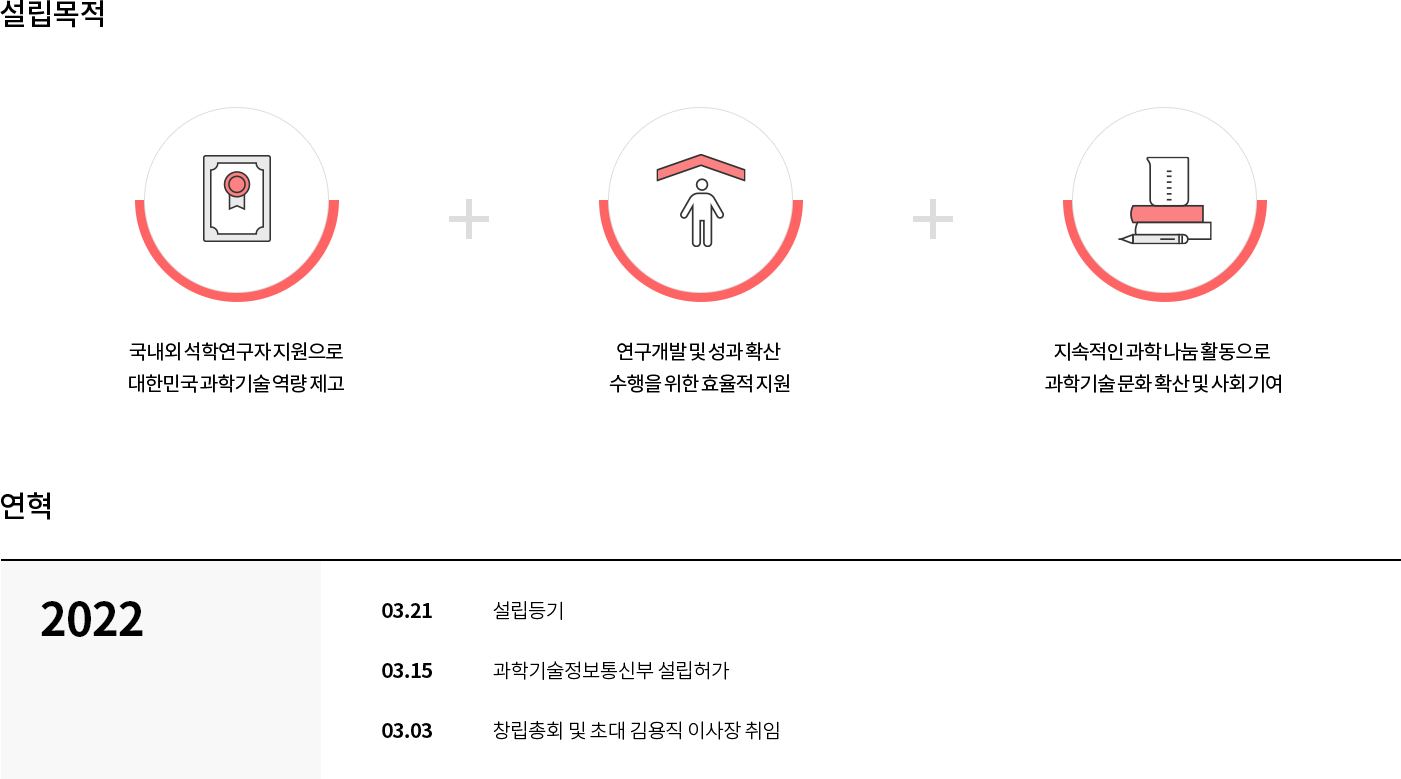 설립목적
국내외 석학연구자 지원으로
대한민국 과학기술 역량 제고
연구개발 및 성과 확산
수행을 위한 효율적 지원
지속적인 과학 나눔 활동으로
과학기술 문화 확산 및 사회 기여
연혁
2022
03.21 설립등기
03.15 과학기술정보통신부 설립허가
03.03 창립총회 및 초대 김용직 이사장 취임